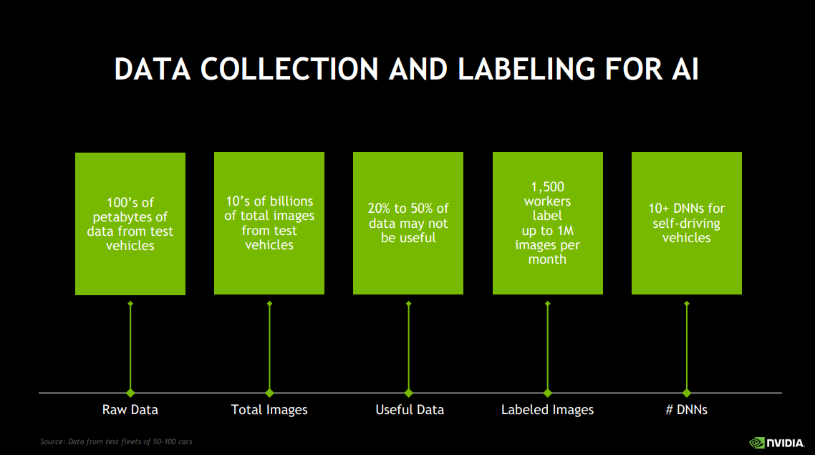 DATA COLLECTION AND LABELING FOR AI
100's of
petabytes of
data from test
vehicles
10's of billions
of total images
from test
vehicles
20% to 50% of
data may not
be useful
1,500
workers
label
up to 1M
images per
month
10+ DNNs for
self-driving
vehicles
Raw Data
Total Images
Useful Data
Labeled Images
# DNNs
Source: Data from test fleets of 50-100 cars
NVIDIA.